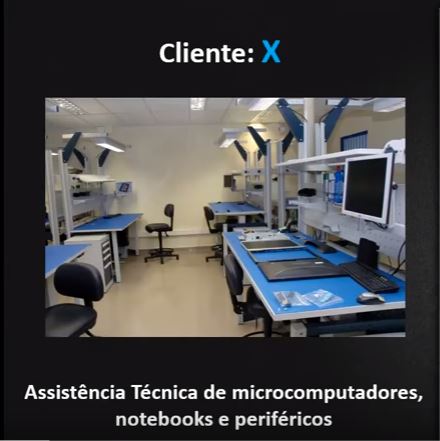 Cliente: X
Assistência Técnica de microcomputadores,
notebooks e periféricos